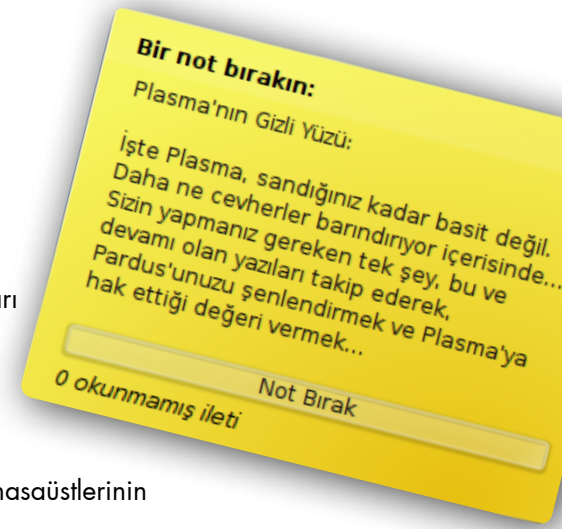 Bir not bırakın:
Plasma'nın Gizli Yüzü:
İşte Plasma, sandığınız kadar basit değil.
Daha ne cevherler barındırıyor içerisinde...
Sizin yapmanız gereken tek şey, bu ve
devamı olan yazıları takip ederek,
Pardus'unuzu şenlendirmek ve Plasma'ya
hak ettiği değeri vermek...
Not Bırak
0 okunmamış ileti